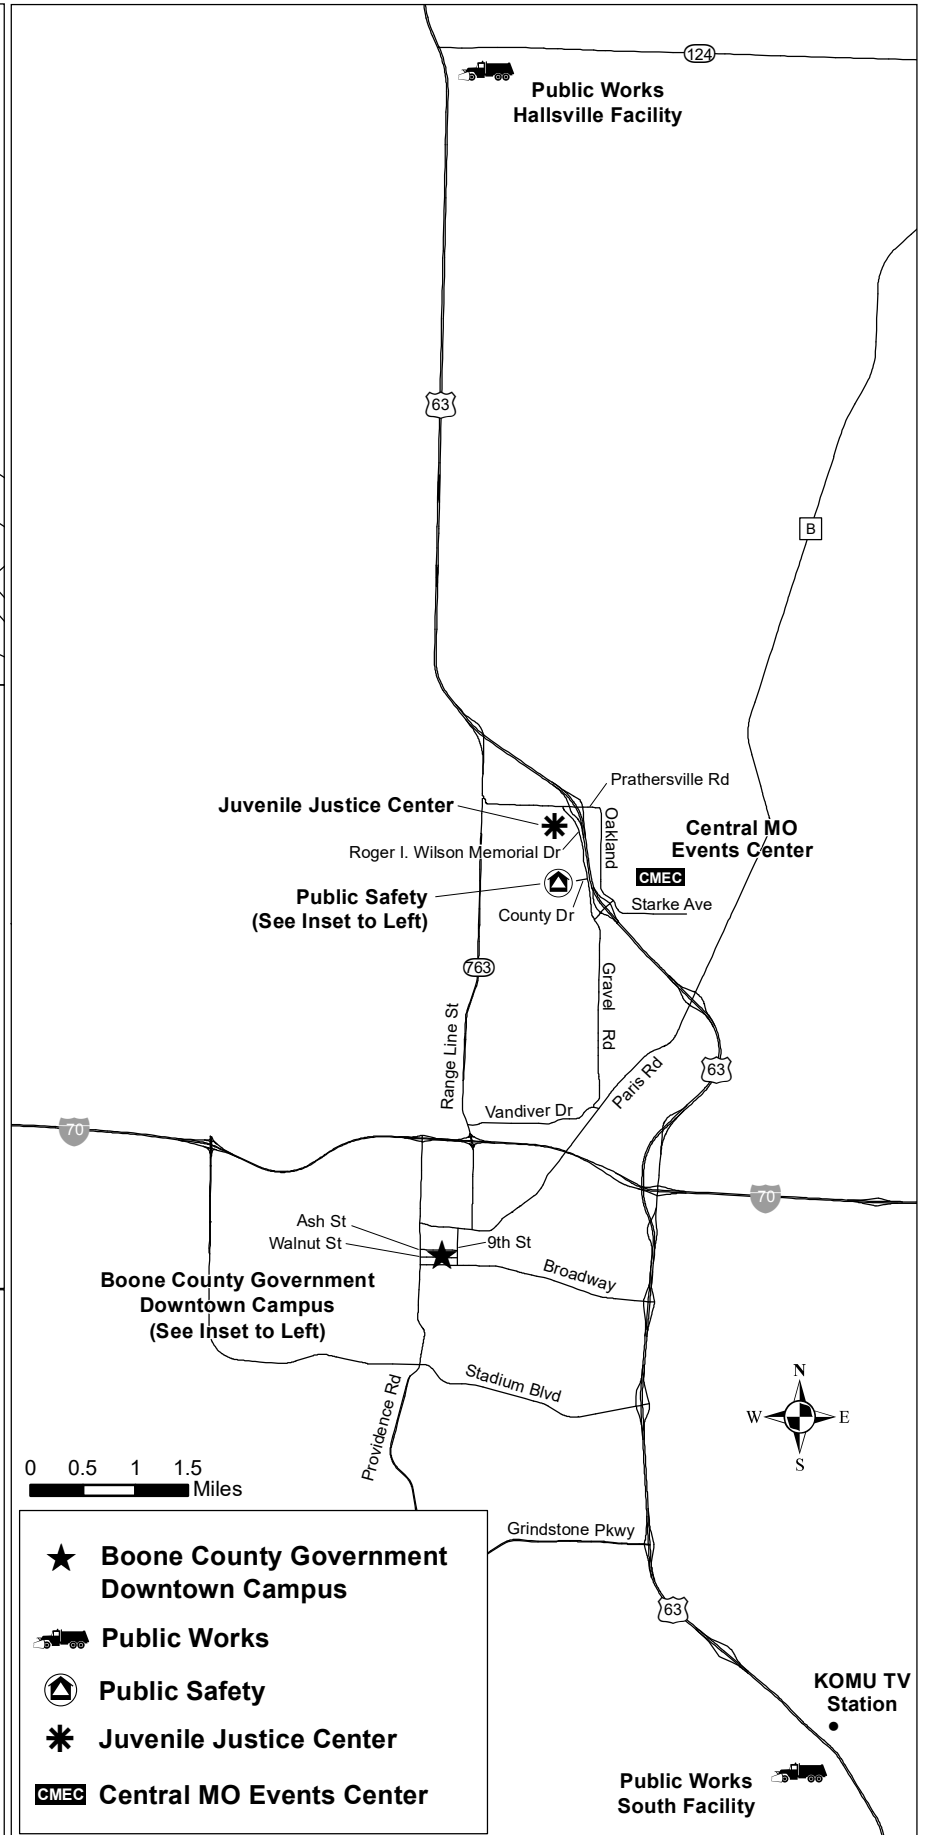 124
Public Works
Hallsville Facility
63
B
Prathersville Rd
Juvenile Justice Center
Oakland
Central MO
Events Center
Roger I. Wilson Memorial Dr
CMEC
Public Safety
(See Inset to Left)
Starke Ave
County Dr
763
Gravel Rd
Range Line St
63
Paris Rd
Vandiver Dr
70
70
Ash St
Walnut St
9th St
Broadway
Boone County Government
Downtown Campus
(See Inset to Left)
Stadium Blvd
Providence Rd
N
W E
S
0 0.5 1 1.5
Miles
Grindstone Pkwy
Boone County Government
Downtown Campus
Public Works
Public Safety
Juvenile Justice Center
CMEC Central MO Events Center
63
KOMU TV
Station
Public Works
South Facility